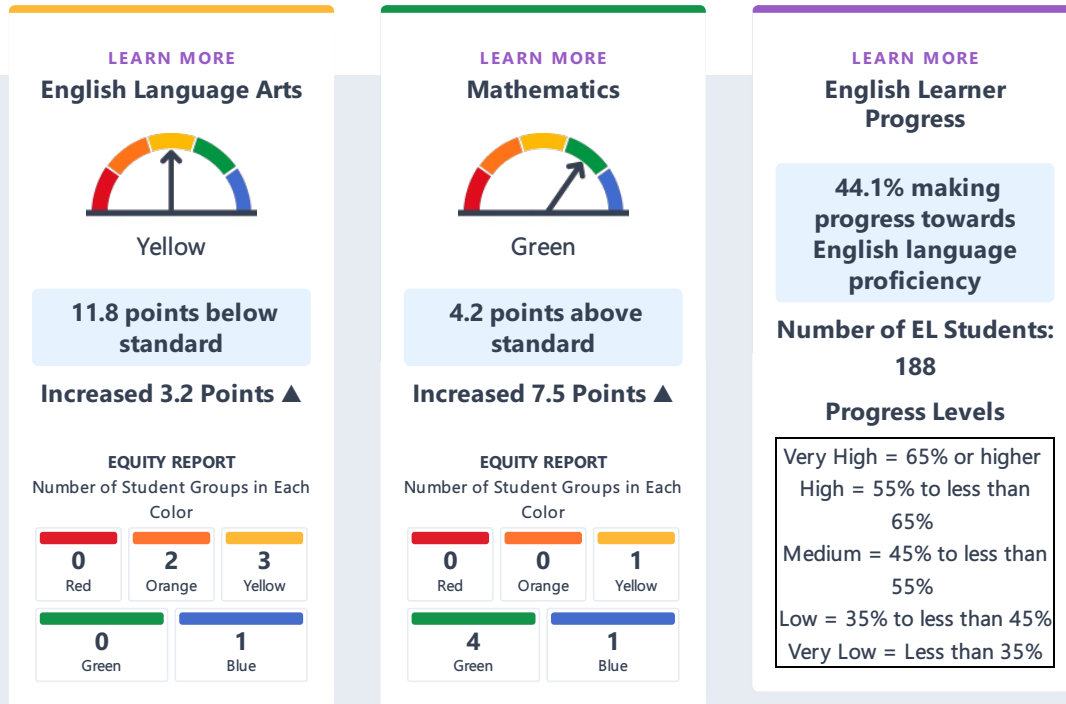 LEARN MORE
English Language Arts
Yellow
11.8 points below
standard
Increased 3.2 Points ▲
EQUITY REPORT
Number of Student Groups in Each
Color
0
Red
2
Orange
3
Yellow
0
Green
1
Blue
LEARN MORE
Mathematics
Green
4.2 points above
standard
Increased 7.5 Points ▲
EQUITY REPORT
Number of Student Groups in Each
Color
0
Red
0
Orange
1
Yellow
4
Green
1
Blue
LEARN MORE
English Learner
Progress
44.1% making
progress towards
English language
proficiency
Number of EL Students:
188
Progress Levels
Very High = 65% or higher
High = 55% to less than
65%
Medium = 45% to less than
55%
Low = 35% to less than 45%
Very Low = Less than 35%